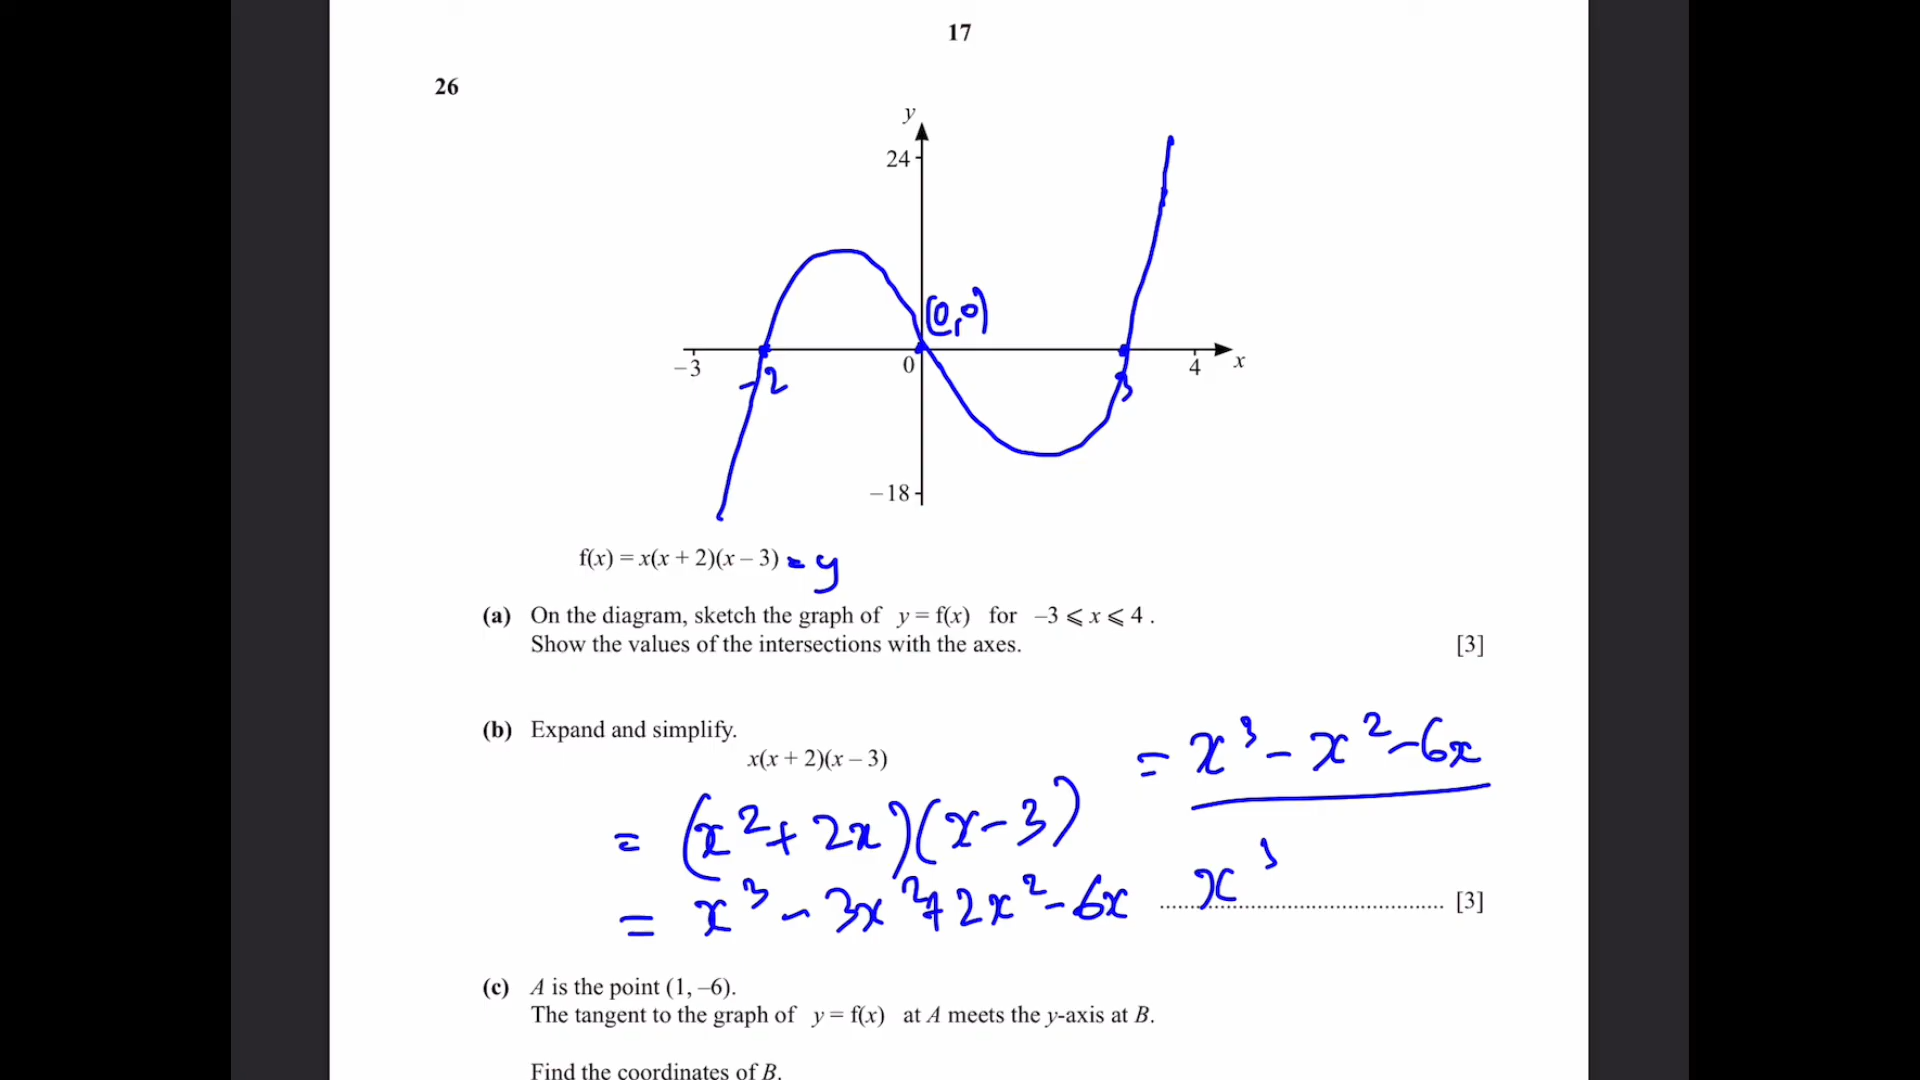 17
26
y
24
(0,0)
−3
0
4
x
-2
3
−18
f(x) = x(x + 2)(x – 3) = y
(a) On the diagram, sketch the graph of y = f(x) for −3 ⩽ x ⩽ 4 .
Show the values of the intersections with the axes. [3]
(b) Expand and simplify.
x(x + 2)(x – 3)
= x³ - x² - 6x
= (x² + 2x)(x - 3)
= x³ - 3x² + 2x² - 6x
x³ ........................................ [3]
(c) A is the point (1, –6).
The tangent to the graph of y = f(x) at A meets the y-axis at B.
Find the coordinates of B.